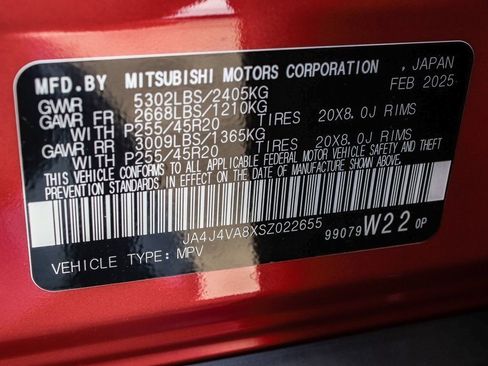 MFD.BY MITSUBISHI MOTORS CORPORATION , JAPAN
FEB 2025
GVWR 5302LBS/2405KG
GAWR FR 2668LBS/1210KG TIRES
WITH P255/45R20 20X8.0J RIMS
GAWR RR 3009LBS/1365KG TIRES
WITH P255/45R20 20X8.0J RIMS
THIS VEHICLE CONFORMS TO ALL APPLICABLE FEDERAL MOTOR VEHICLE SAFETY AND THEFT
PREVENTION STANDARDS IN EFFECT ON THE DATE OF MANUFACTURE SHOWN ABOVE.
JA4J4VA8XSZ022655
99079 W22 0P
VEHICLE TYPE: MPV